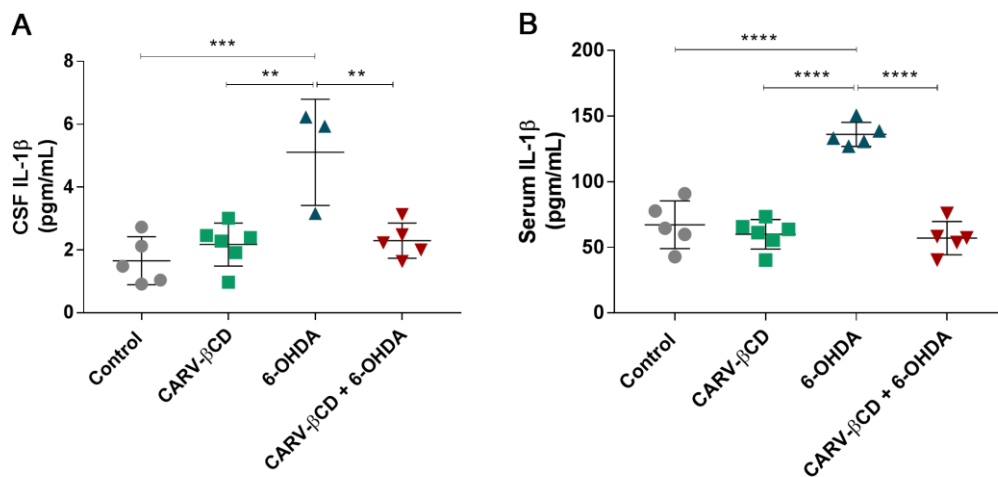 A
CSF IL-1β
(pgm/mL)
8
6
4
2
0
***
**
**
Control
CARV-βCD
6-OHDA
CARV-βCD + 6-OHDA
B
Serum IL-1β
(pgm/mL)
200
150
100
50
0
****
****
****
Control
CARV-βCD
6-OHDA
CARV-βCD + 6-OHDA